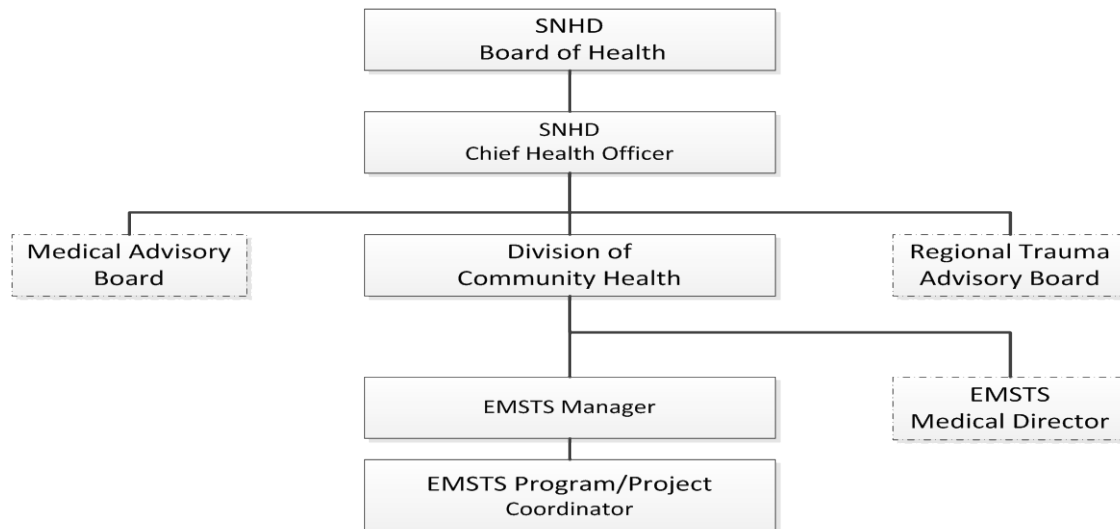 SNHD
Board of Health
SNHD
Chief Health Officer
Medical Advisory
Board
Division of
Community Health
Regional Trauma
Advisory Board
EMSTS Manager
EMSTS
Medical Director
EMSTS Program/Project
Coordinator